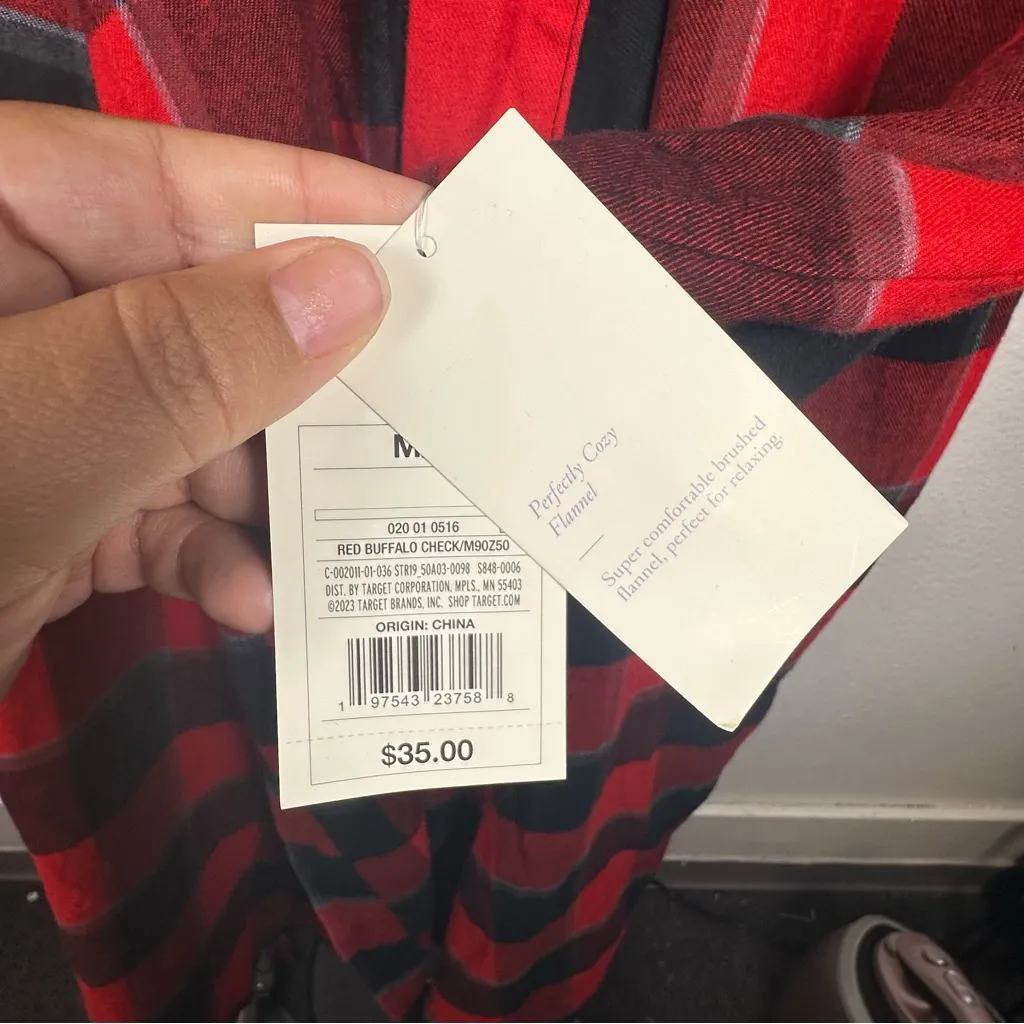 M
020 01 0516
RED BUFFALO CHECK/M90Z50
C-002011-01-036 STR19_50A03-0098 S848-0006
DIST. BY TARGET CORPORATION, MPLS., MN 55403
©2023 TARGET BRANDS, INC. SHOP TARGET.COM
ORIGIN: CHINA
1 97543 23758 8
$35.00
Perfectly Cozy
Flannel
Super comfortable brushed
flannel, perfect for relaxing.